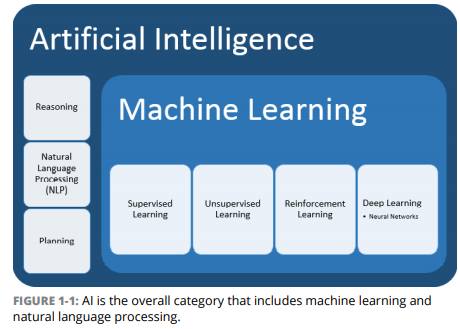 Artificial Intelligence
Reasoning
Natural
Language
Processing
(NLP)
Planning
Machine Learning
Supervised
Learning
Unsupervised
Learning
Reinforcement
Learning
Deep Learning
• Neural Networks
FIGURE 1-1: AI is the overall category that includes machine learning and
natural language processing.